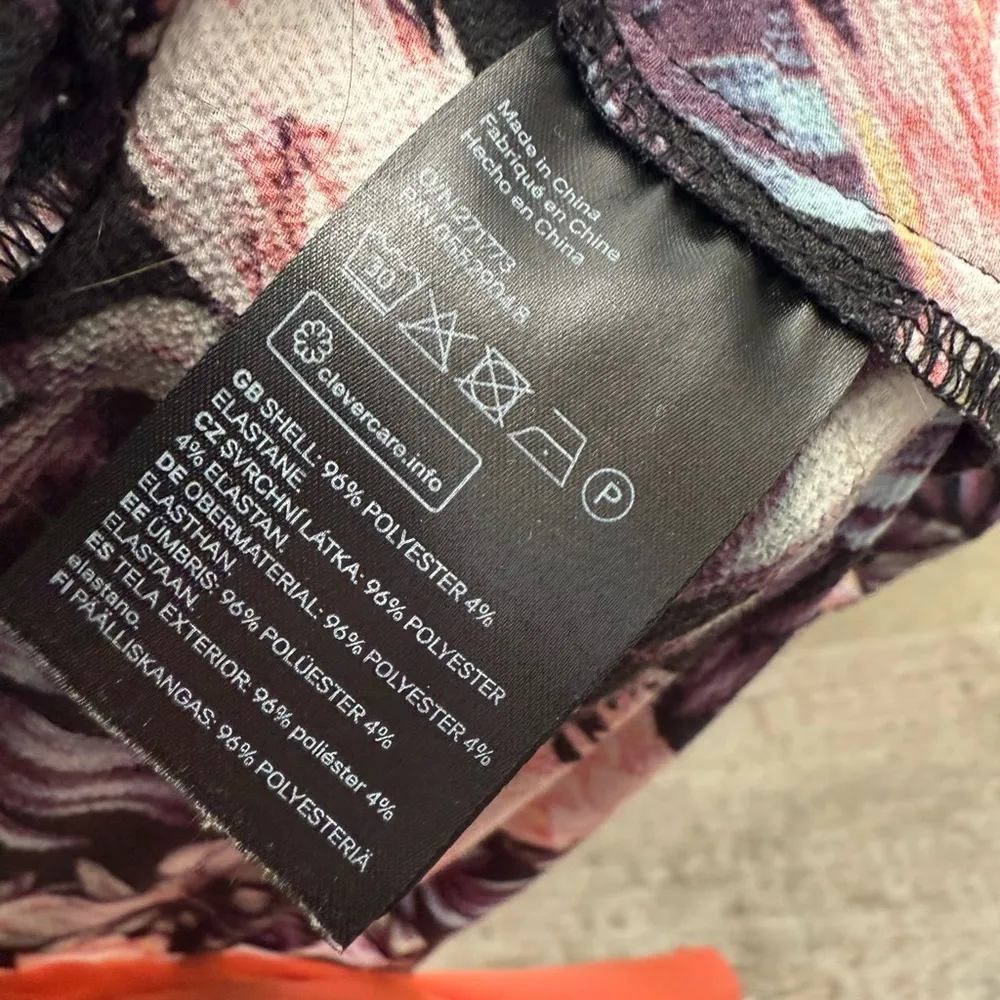 Made in China
Fabriqué en Chine
Hecho en China
O/N 271773
30
P
clevercare.info
GB SHELL: 96% POLYESTER 4%
ELASTANE
CZ SVRCHNÍ LÁTKA: 96% POLYESTER
4% ELASTAN.
DE OBERMATERIAL: 96% POLYESTER 4%
ELASTHAN.
EE ÜMBRIS: 96% POLÜESTER 4%
ELASTAAN.
ES TELA EXTERIOR: 96% poliéster 4%
elastano.
FI PÄÄLLISKANGAS: 96% POLYESTERIÄ